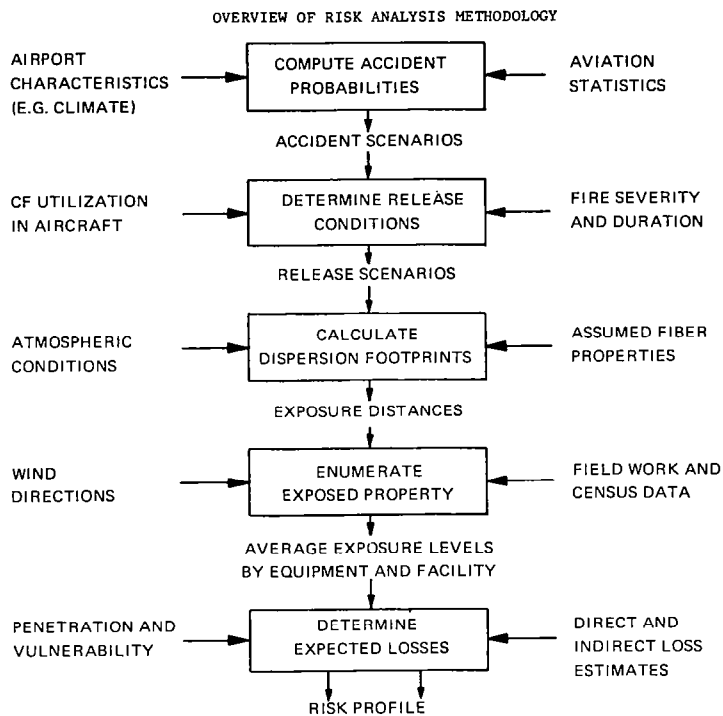 OVERVIEW OF RISK ANALYSIS METHODOLOGY
AIRPORT
CHARACTERISTICS
(E.G. CLIMATE)
COMPUTE ACCIDENT
PROBABILITIES
AVIATION
STATISTICS
ACCIDENT SCENARIOS
CF UTILIZATION
IN AIRCRAFT
DETERMINE RELEASE
CONDITIONS
FIRE SEVERITY
AND DURATION
RELEASE SCENARIOS
ATMOSPHERIC
CONDITIONS
CALCULATE
DISPERSION FOOTPRINTS
ASSUMED FIBER
PROPERTIES
EXPOSURE DISTANCES
WIND
DIRECTIONS
ENUMERATE
EXPOSED PROPERTY
FIELD WORK AND
CENSUS DATA
AVERAGE EXPOSURE LEVELS
BY EQUIPMENT AND FACILITY
PENETRATION AND
VULNERABILITY
DETERMINE
EXPECTED LOSSES
DIRECT AND
INDIRECT LOSS
ESTIMATES
RISK PROFILE